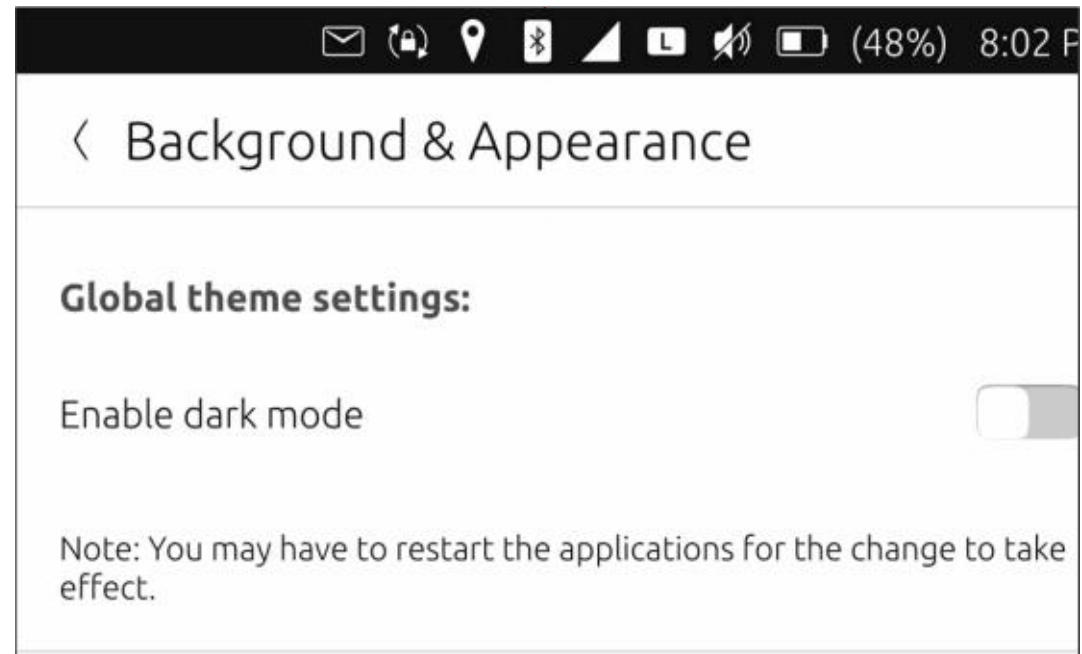 L (48%) 8:02 P
Background & Appearance
Global theme settings:
Enable dark mode
Note: You may have to restart the applications for the change to take
effect.